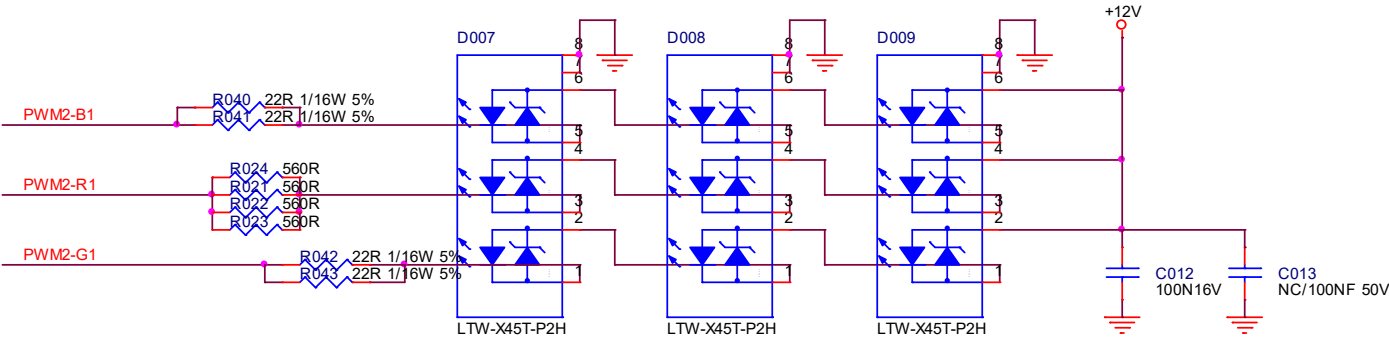 +12V
D007
D008
D009
8
7
6
8
7
6
8
7
6
PWM2-B1
R040 22R 1/16W 5%
R041 22R 1/16W 5%
5
4
5
4
5
4
PWM2-R1
R024 560R
R021 560R
R022 560R
R023 560R
3
2
3
2
3
2
PWM2-G1
R042 22R 1/16W 5%
R043 22R 1/16W 5%
1
1
1
C012
100N16V
C013
NC/100NF 50V
LTW-X45T-P2H
LTW-X45T-P2H
LTW-X45T-P2H